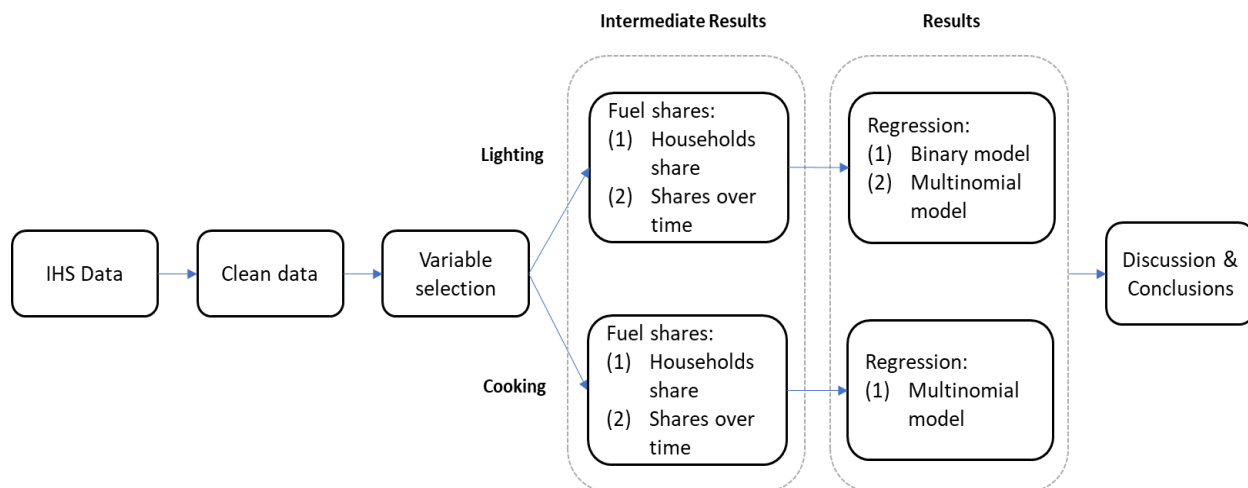 Intermediate Results
Results
Lighting
Fuel shares:
(1) Households
share
(2) Shares over
time
Regression:
(1) Binary model
(2) Multinomial
model
IHS Data
Clean data
Variable
selection
Discussion &
Conclusions
Cooking
Fuel shares:
(1) Households
share
(2) Shares over
time
Regression:
(1) Multinomial
model